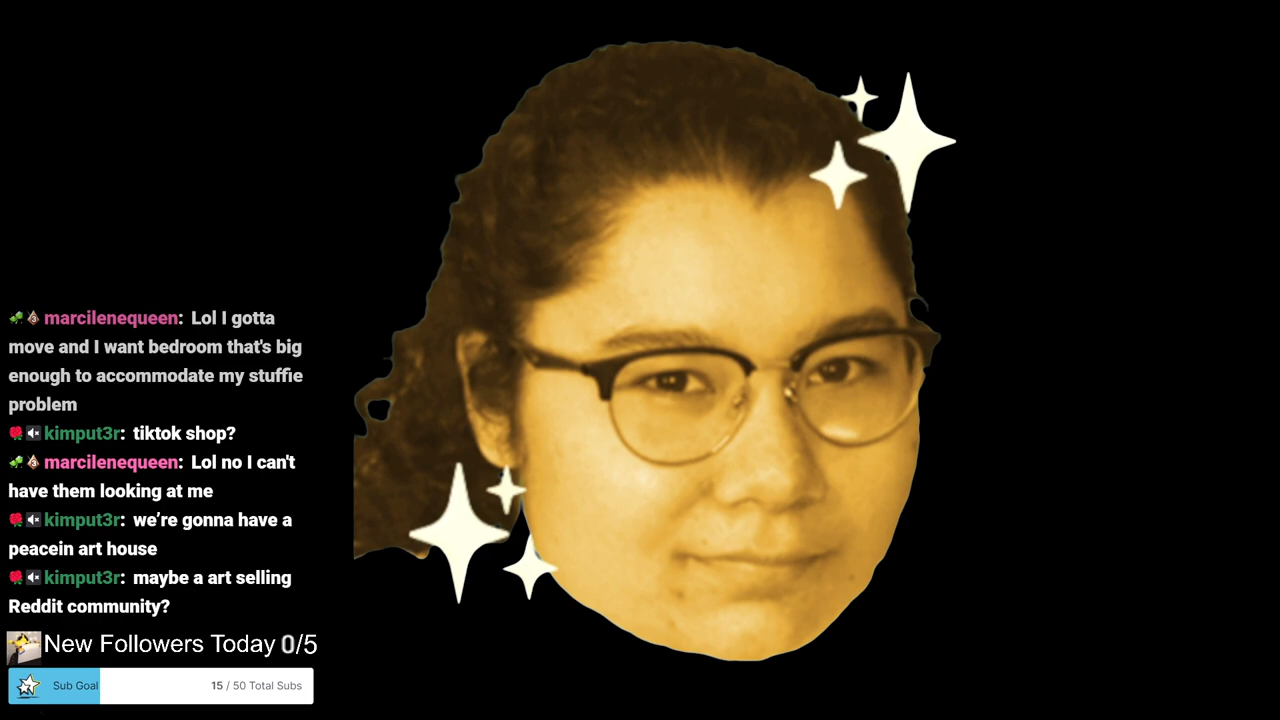 marcilenequeen: Lol I gotta
move and I want bedroom that's big
enough to accommodate my stuffie
problem
kimput3r: tiktok shop?
marcilenequeen: Lol no I can't
have them looking at me
kimput3r: we’re gonna have a
peacein art house
kimput3r: maybe a art selling
Reddit community?
New Followers Today 0/5
Sub Goal 15 / 50 Total Subs